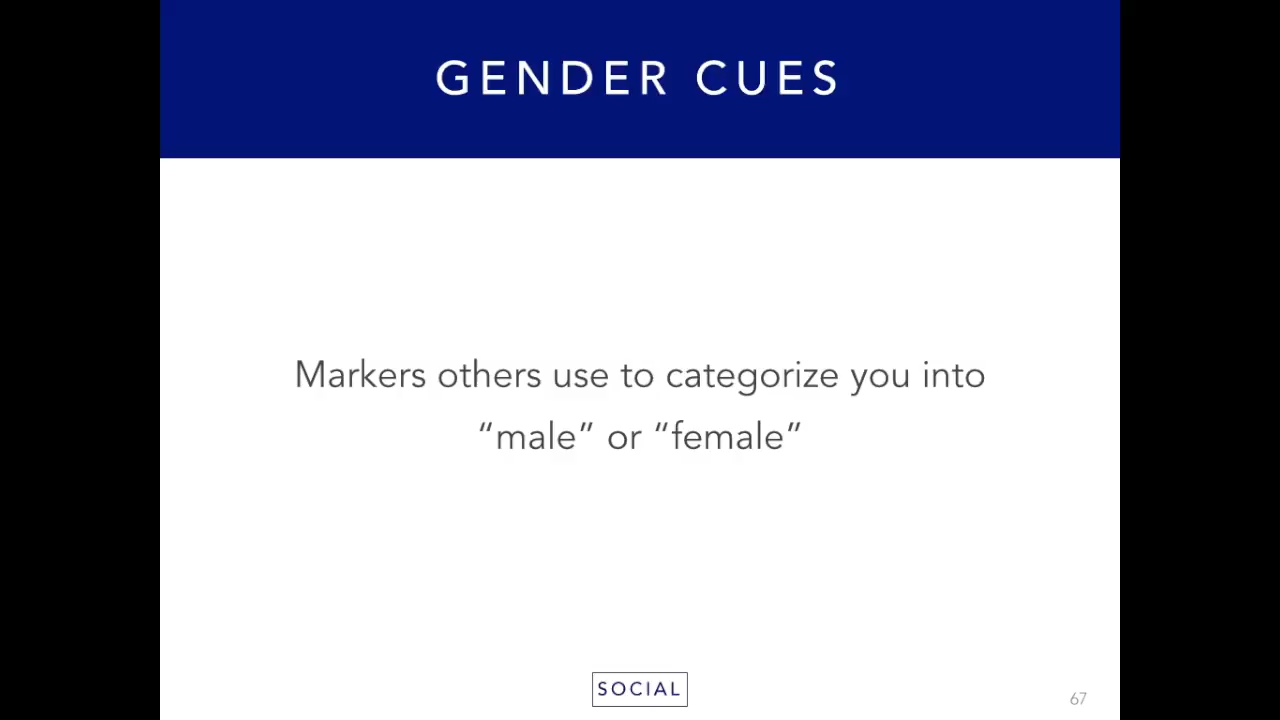 GENDER CUES
Markers others use to categorize you into
“male” or “female”
SOCIAL
67